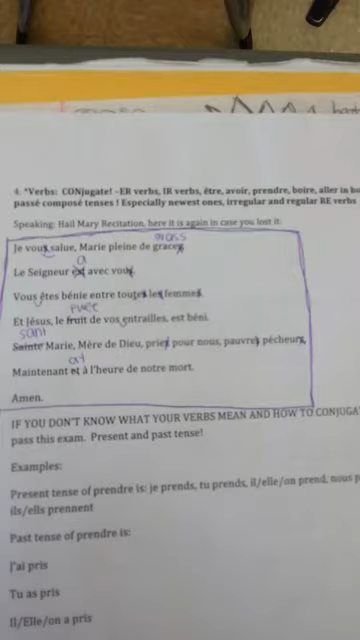 4. *Verbs: CONjugate! –ER verbs, IR verbs, être, avoir, prendre, boire, aller in bo
passé composé tenses ! Especially newest ones, irregular and regular RE verbs
Speaking: Hail Mary Recitation, here it is again in case you lost it:
Je vous salue, Marie pleine de graces,
a
Le Seigneur est avec vous.
Vous êtes bénie entre toutes les femmes
Et Jésus, le fruit de vos entrailles, est béni.
sant
Sainte Marie, Mère de Dieu, priez pour nous, pauvres pécheurs,
Maintenant et à l'heure de notre mort.
Amen.
IF YOU DON'T KNOW WHAT YOUR VERBS MEAN AND HOW TO CONJUGA
pass this exam. Present and past tense!
Examples:
Present tense of prendre is: je prends, tu prends, il/elle/on prend, nous p
ils/ells prennent
Past tense of prendre is:
J'ai pris
Tu as pris
Il/Elle/on a pris